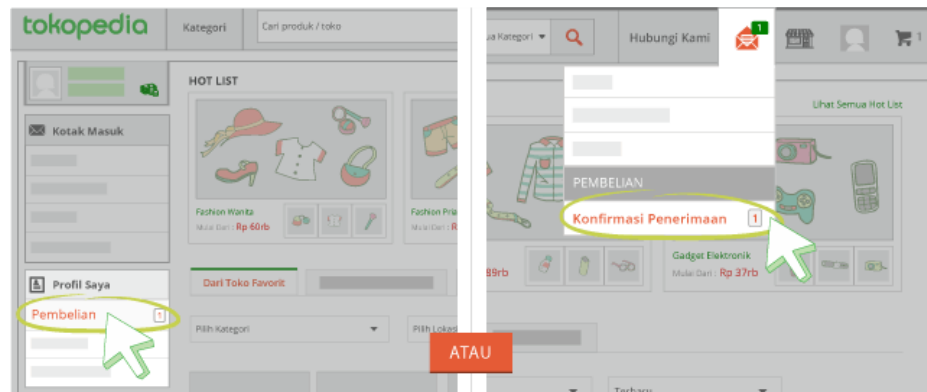 tokopedia
Kategori
Cari produk / toko
HOT LIST
Kotak Masuk
Fashion Wanita
Mulai Dari : Rp 60rb
Fashion Pria
Mulai Dari : R
Dari Toko Favorit
Profil Saya
Pembelian 1
Pilih Kategori
Pilih Lokasi
ATAU
ua Kategori
Hubungi Kami
1
1
Lihat Semua Hot List
PEMBELIAN
Konfirmasi Penerimaan 1
89rb
Gadget Elektronik
Mulai Dari : Rp 37rb
Terbaru